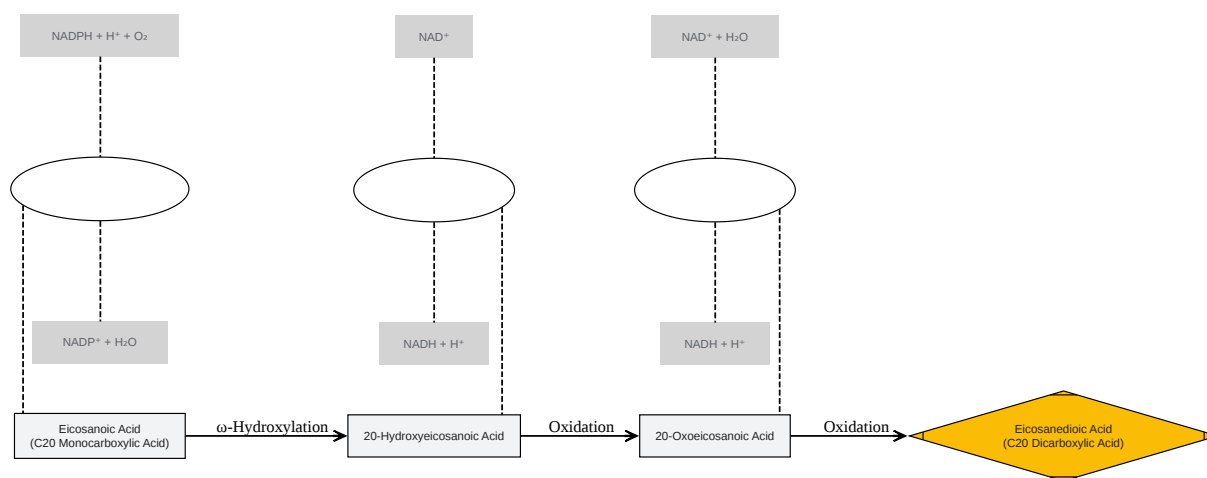 NADPH + H⁺ + O₂
NAD⁺
NAD⁺ + H₂O
NADP⁺ + H₂O
NADH + H⁺
NADH + H⁺
Eicosanoic Acid
(C20 Monocarboxylic Acid)
ω-Hydroxylation
20-Hydroxyeicosanoic Acid
Oxidation
20-Oxoeicosanoic Acid
Oxidation
Eicosanedioic Acid
(C20 Dicarboxylic Acid)